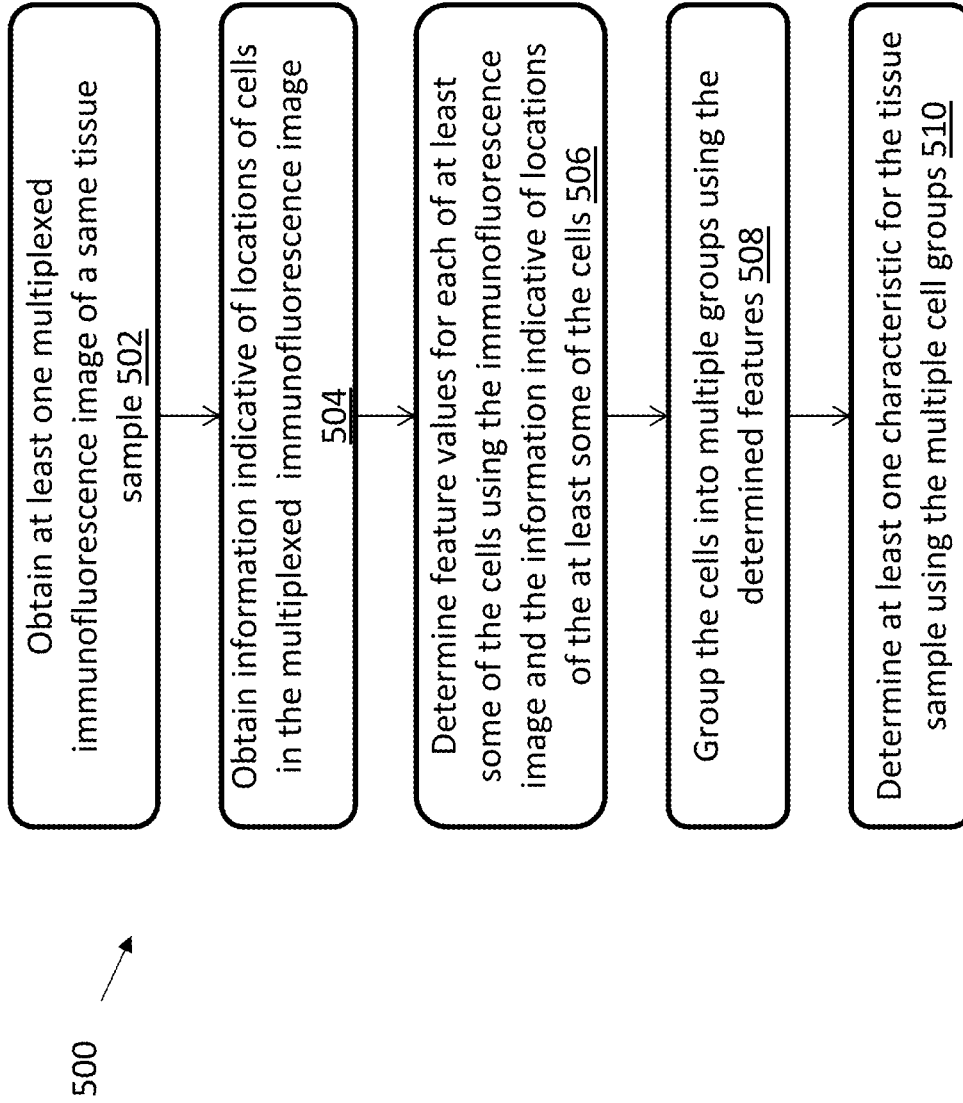 500
Obtain at least one multiplexed
immunofluorescence image of a same tissue
sample 502
Obtain information indicative of locations of cells
in the multiplexed immunofluorescence image
504
Determine feature values for each of at least
some of the cells using the immunofluorescence
image and the information indicative of locations
of the at least some of the cells 506
Group the cells into multiple groups using the
determined features 508
Determine at least one characteristic for the tissue
sample using the multiple cell groups 510